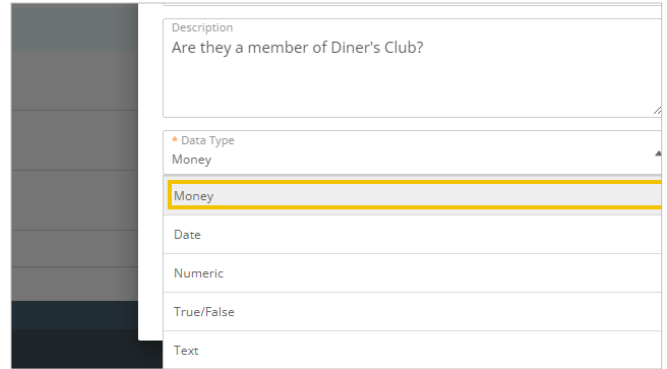 Description
Are they a member of Diner's Club?
* Data Type
Money
Money
Date
Numeric
True/False
Text